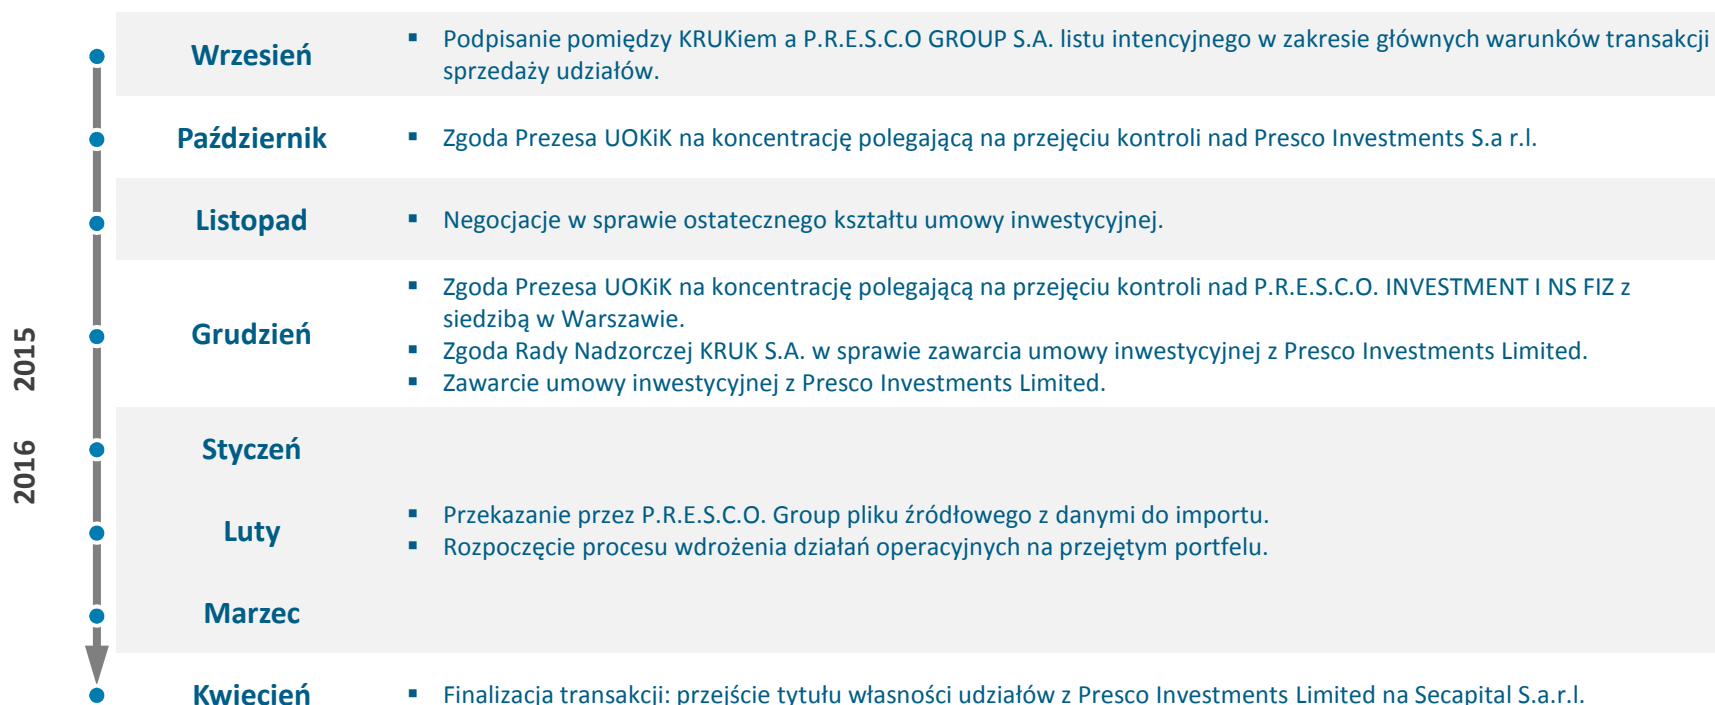 Wrzesień
▪ Podpisanie pomiędzy KRUKiem a P.R.E.S.C.O GROUP S.A. listu intencyjnego w zakresie głównych warunków transakcji
sprzedaży udziałów.
Październik
▪ Zgoda Prezesa UOKiK na koncentrację polegającą na przejęciu kontroli nad Presco Investments S.a r.l.
Listopad
▪ Negocjacje w sprawie ostatecznego kształtu umowy inwestycyjnej.
2015
Grudzień
▪ Zgoda Prezesa UOKiK na koncentrację polegającą na przejęciu kontroli nad P.R.E.S.C.O. INVESTMENT I NS FIZ z
siedzibą w Warszawie.
▪ Zgoda Rady Nadzorczej KRUK S.A. w sprawie zawarcia umowy inwestycyjnej z Presco Investments Limited.
▪ Zawarcie umowy inwestycyjnej z Presco Investments Limited.
2016
Styczeń
Luty
▪ Przekazanie przez P.R.E.S.C.O. Group pliku źródłowego z danymi do importu.
▪ Rozpoczęcie procesu wdrożenia działań operacyjnych na przejętym portfelu.
Marzec
Kwiecień
▪ Finalizacja transakcji: przejście tytułu własności udziałów z Presco Investments Limited na Secapital S.a.r.l.